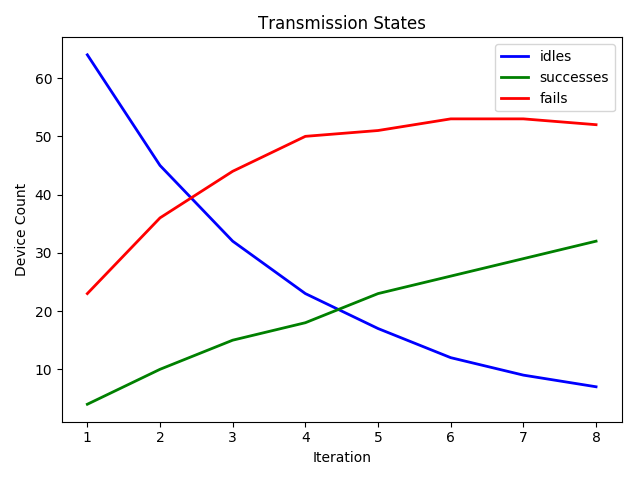 Transmission States
idles
successes
fails
Device Count
60
50
40
30
20
10
1 2 3 4 5 6 7 8
Iteration